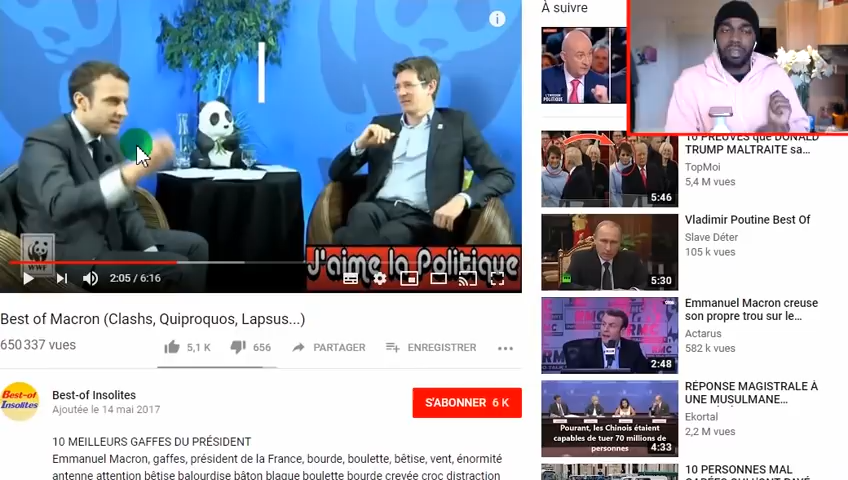 WWF
J'aime la Politique
2:05 / 6:16
Best of Macron (Clashs, Quiproquos, Lapsus...)
650 337 vues
5,1 K
656
PARTAGER
ENREGISTRER
Best-of Insolites
Best-of Insolites
Ajoutée le 14 mai 2017
S'ABONNER 6 K
10 MEILLEURS GAFFES DU PRÉSIDENT
Emmanuel Macron, gaffes, président de la France, bourde, boulette, bêtise, vent, énormité
antenne attention bêtise balourdise bâton blague boulette bourde crevée croc distraction
À suivre
10 PREUVES que DONALD
TRUMP MALTRAITE sa...
TopMoi
5,4 M vues
5:46
Vladimir Poutine Best Of
Slave Déter
105 k vues
5:30
Emmanuel Macron creuse
son propre trou sur le...
Actarus
582 k vues
RMC
2:48
RÉPONSE MAGISTRALE À
UNE MUSULMANE...
Ekortal
2,2 M vues
Pourant, les Chinois étaient
capables de tuer 70 millions de
personnes
4:33
10 PERSONNES MAL